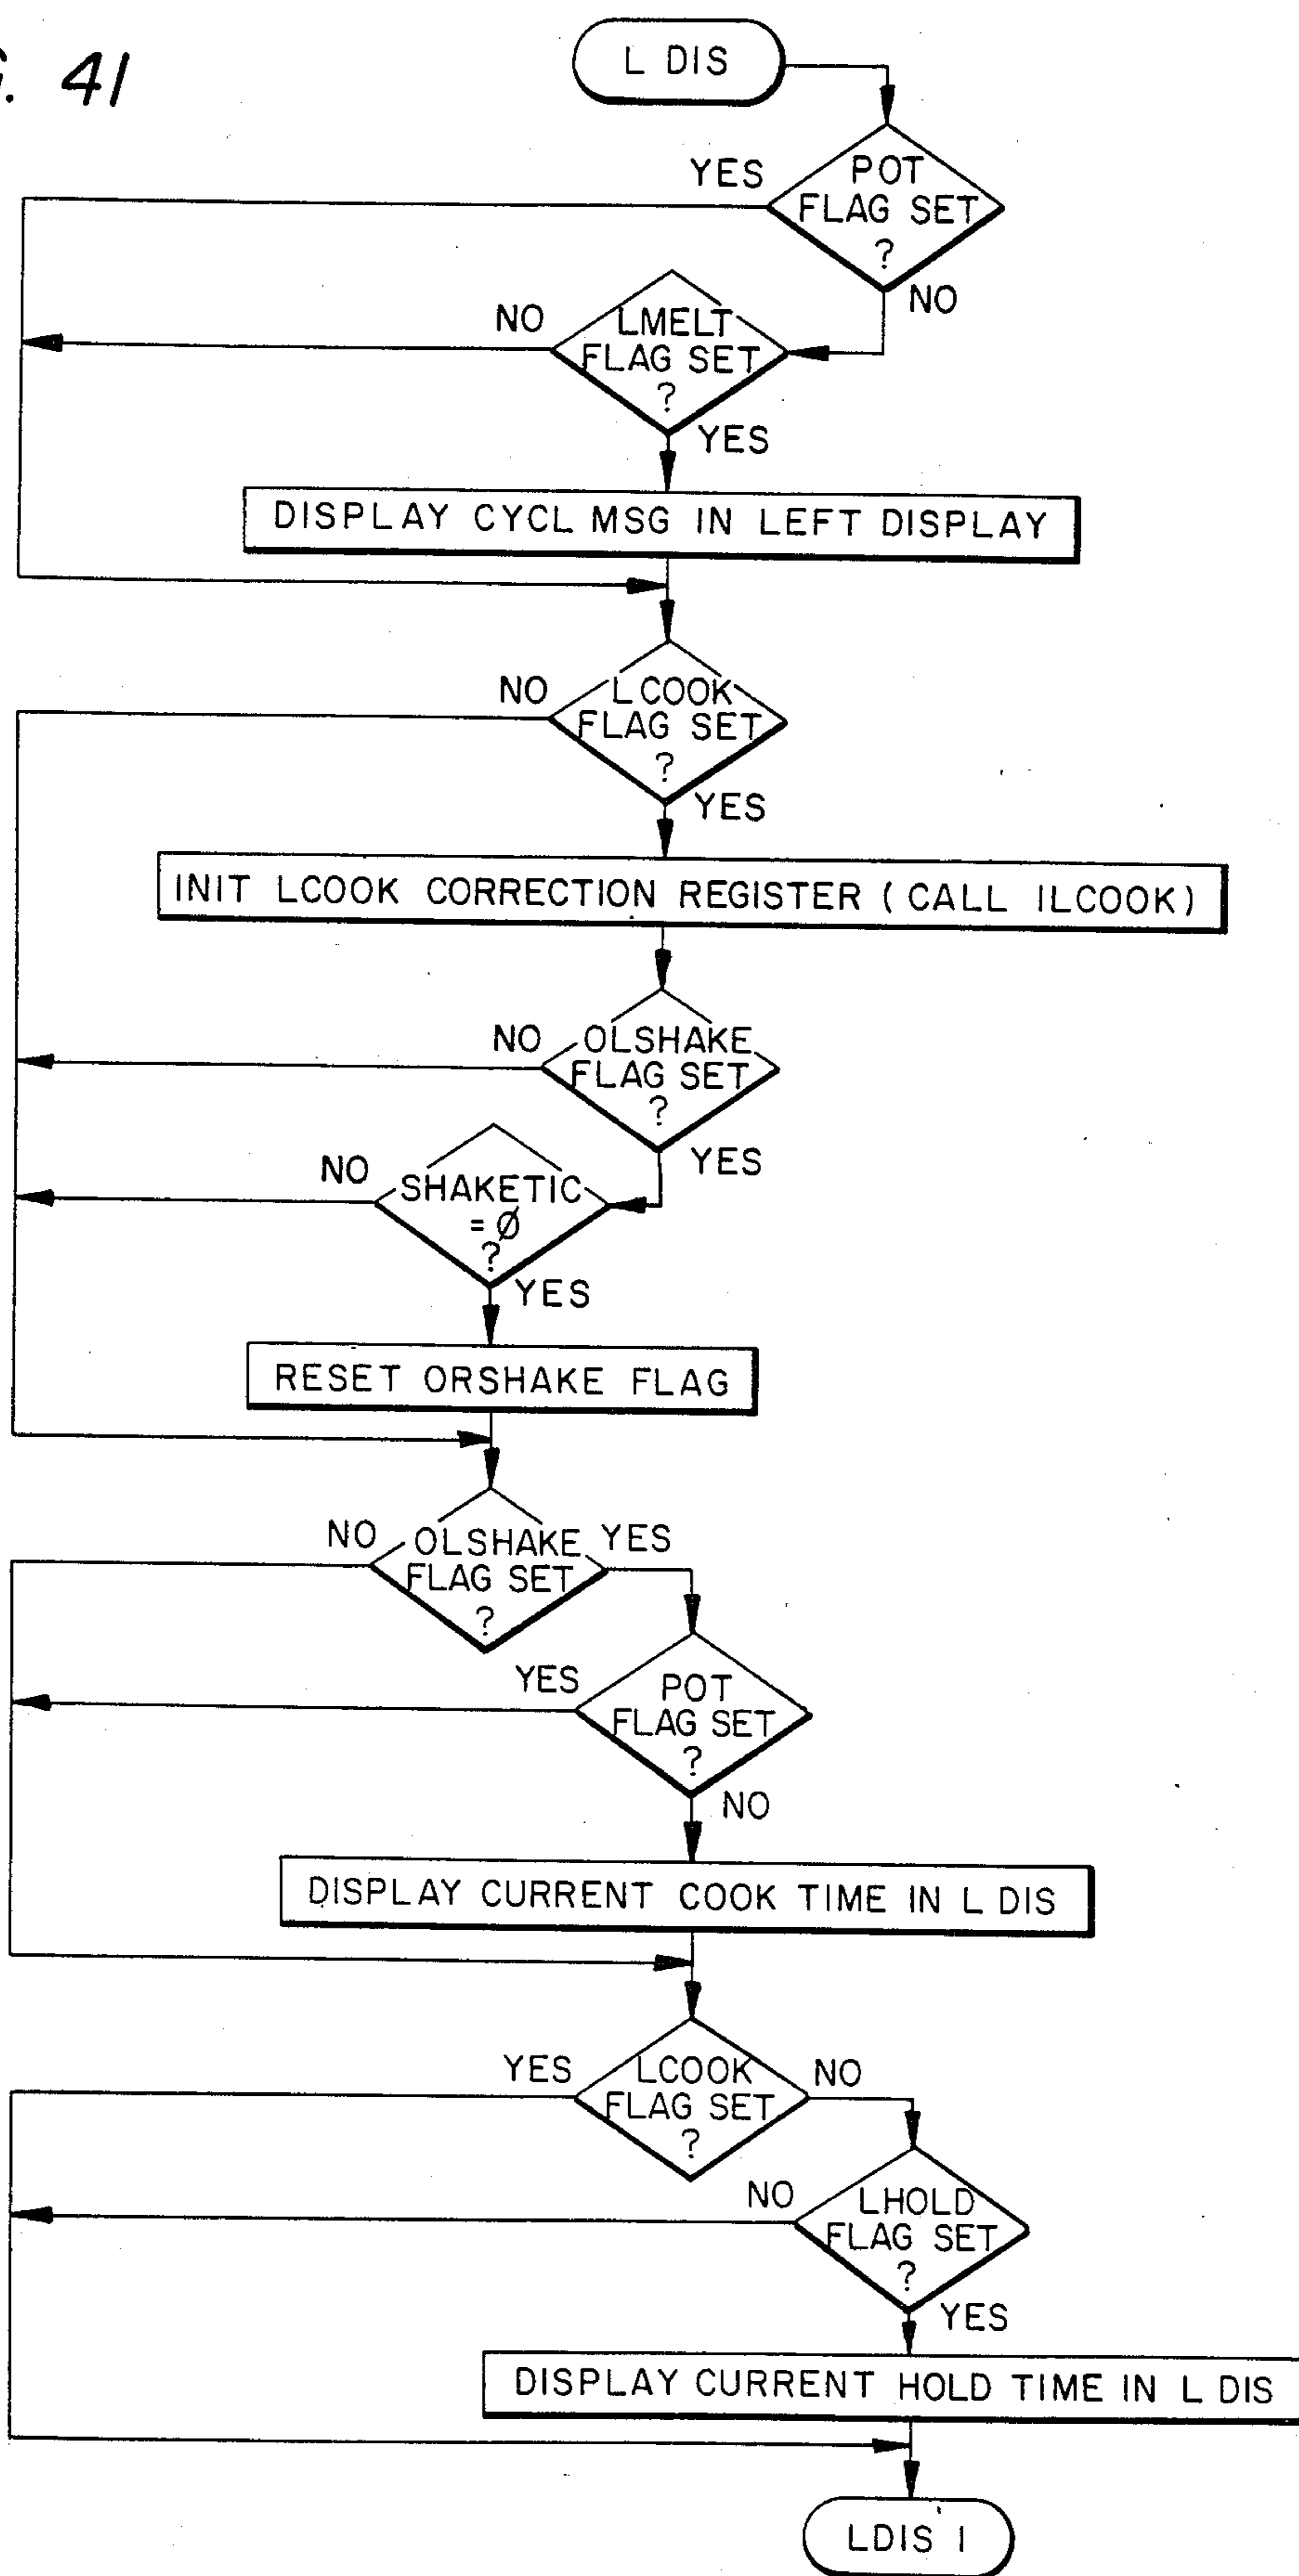 G. 41
L DIS
POT
FLAG SET
?
YES
NO
LMELT
FLAG SET
?
NO
YES
DISPLAY CYCL MSG IN LEFT DISPLAY
LCOOK
FLAG SET
?
NO
YES
INIT LCOOK CORRECTION REGISTER (CALL ILCOOK)
OLSHAKE
FLAG SET
?
NO
YES
SHAKETIC
=Ø
?
NO
YES
RESET ORSHAKE FLAG
OLSHAKE
FLAG SET
?
NO
YES
POT
FLAG SET
?
YES
NO
DISPLAY CURRENT COOK TIME IN L DIS
LCOOK
FLAG SET
?
YES
NO
LHOLD
FLAG SET
?
NO
YES
DISPLAY CURRENT HOLD TIME IN L DIS
LDIS 1